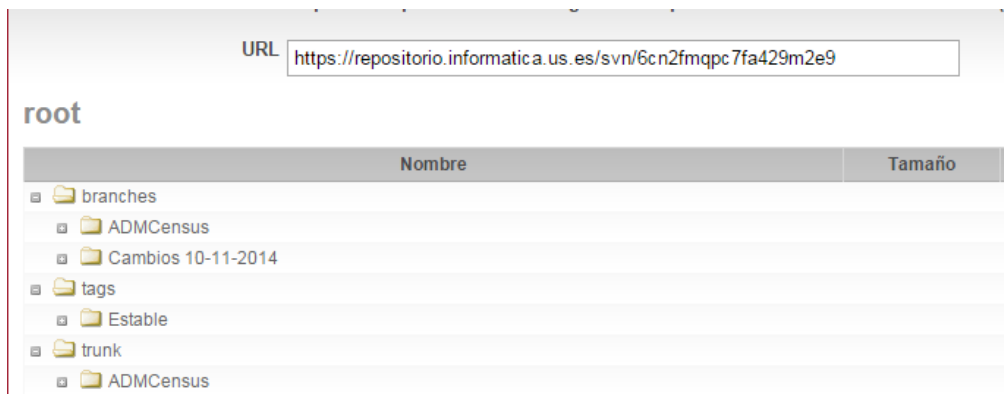 URL https://repositorio.informatica.us.es/svn/6cn2fmqpc7fa429m2e9
root
Nombre Tamaño
branches
ADMCensus
Cambios 10-11-2014
tags
Estable
trunk
ADMCensus